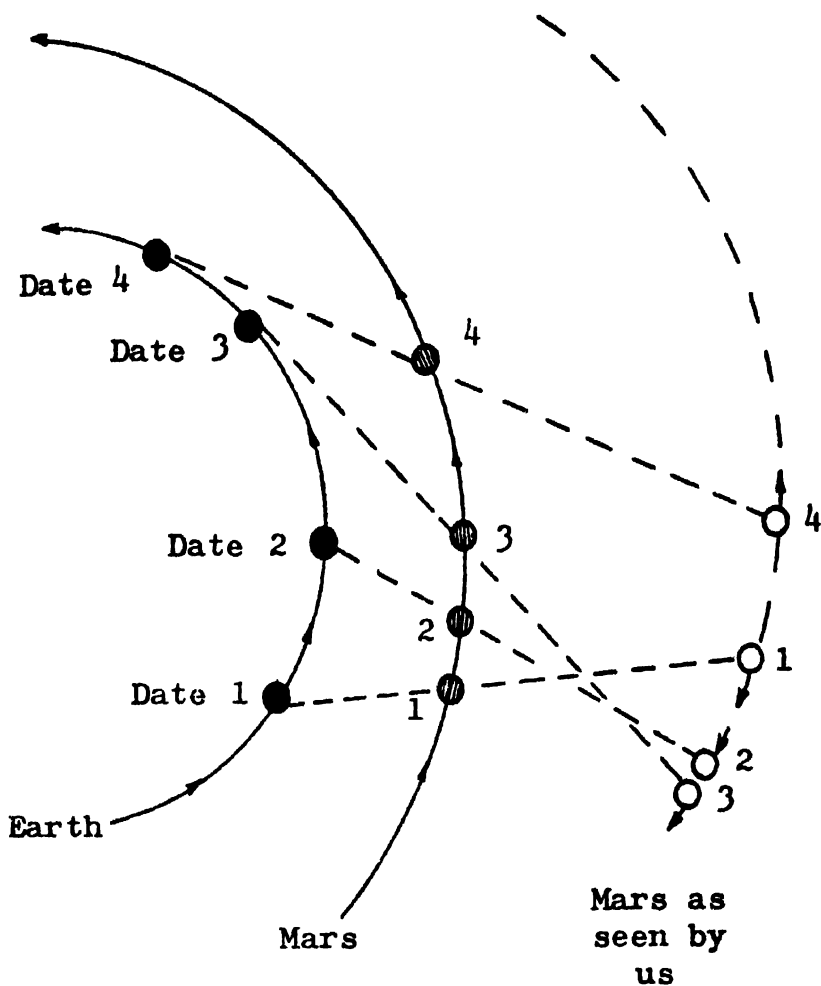 Date 4
4
Date 3
Date 2
3
4
2
Date 1
1
1
2
3
Earth
Mars
Mars as
seen by
us